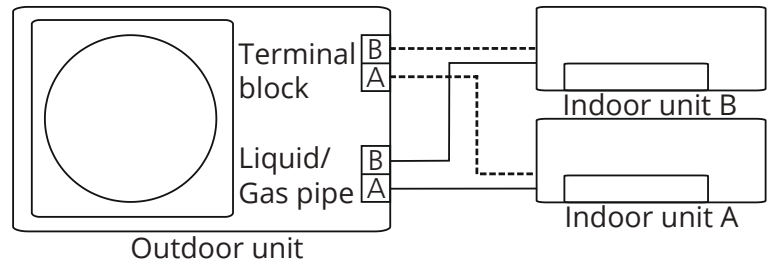 Terminal
block
B
A
Liquid/
Gas pipe
B
A
Outdoor unit
Indoor unit B
Indoor unit A